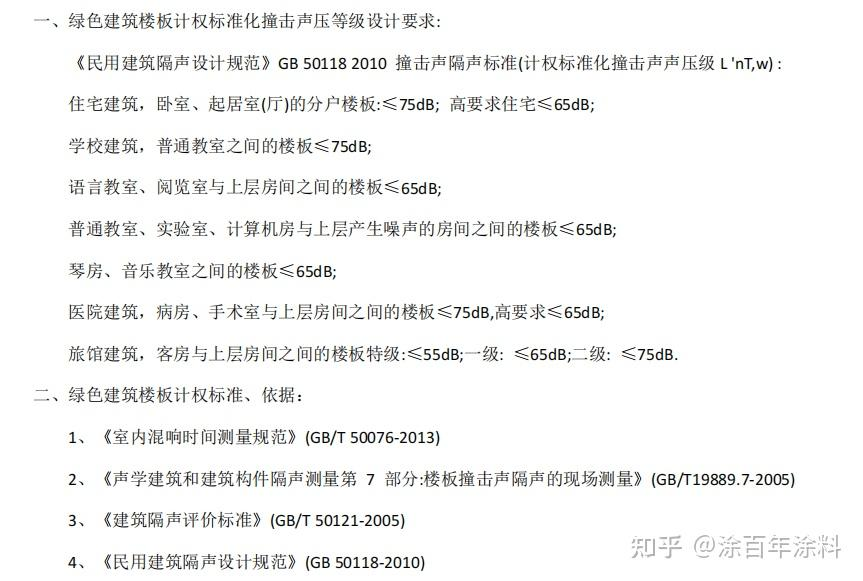 一、绿色建筑楼板计权标准化撞击声压等级设计要求:
《民用建筑隔声设计规范》GB 50118 2010 撞击声隔声标准(计权标准化撞击声声压级 L 'nT,w) :
住宅建筑，卧室、起居室(厅)的分户楼板:≤75dB; 高要求住宅≤65dB;
学校建筑，普通教室之间的楼板≤75dB;
语言教室、阅览室与上层房间之间的楼板≤65dB;
普通教室、实验室、计算机房与上层产生噪声的房间之间的楼板≤65dB;
琴房、音乐教室之间的楼板≤65dB;
医院建筑，病房、手术室与上层房间之间的楼板≤75dB,高要求≤65dB;
旅馆建筑，客房与上层房间之间的楼板特级:≤55dB;一级: ≤65dB;二级: ≤75dB.
二、绿色建筑楼板计权标准、依据：
1、《室内混响时间测量规范》(GB/T 50076-2013)
2、《声学建筑和建筑构件隔声测量第 7 部分:楼板撞击声隔声的现场测量》(GB/T19889.7-2005)
3、《建筑隔声评价标准》(GB/T 50121-2005)
4、《民用建筑隔声设计规范》(GB 50118-2010)
知乎 @涂百年涂料